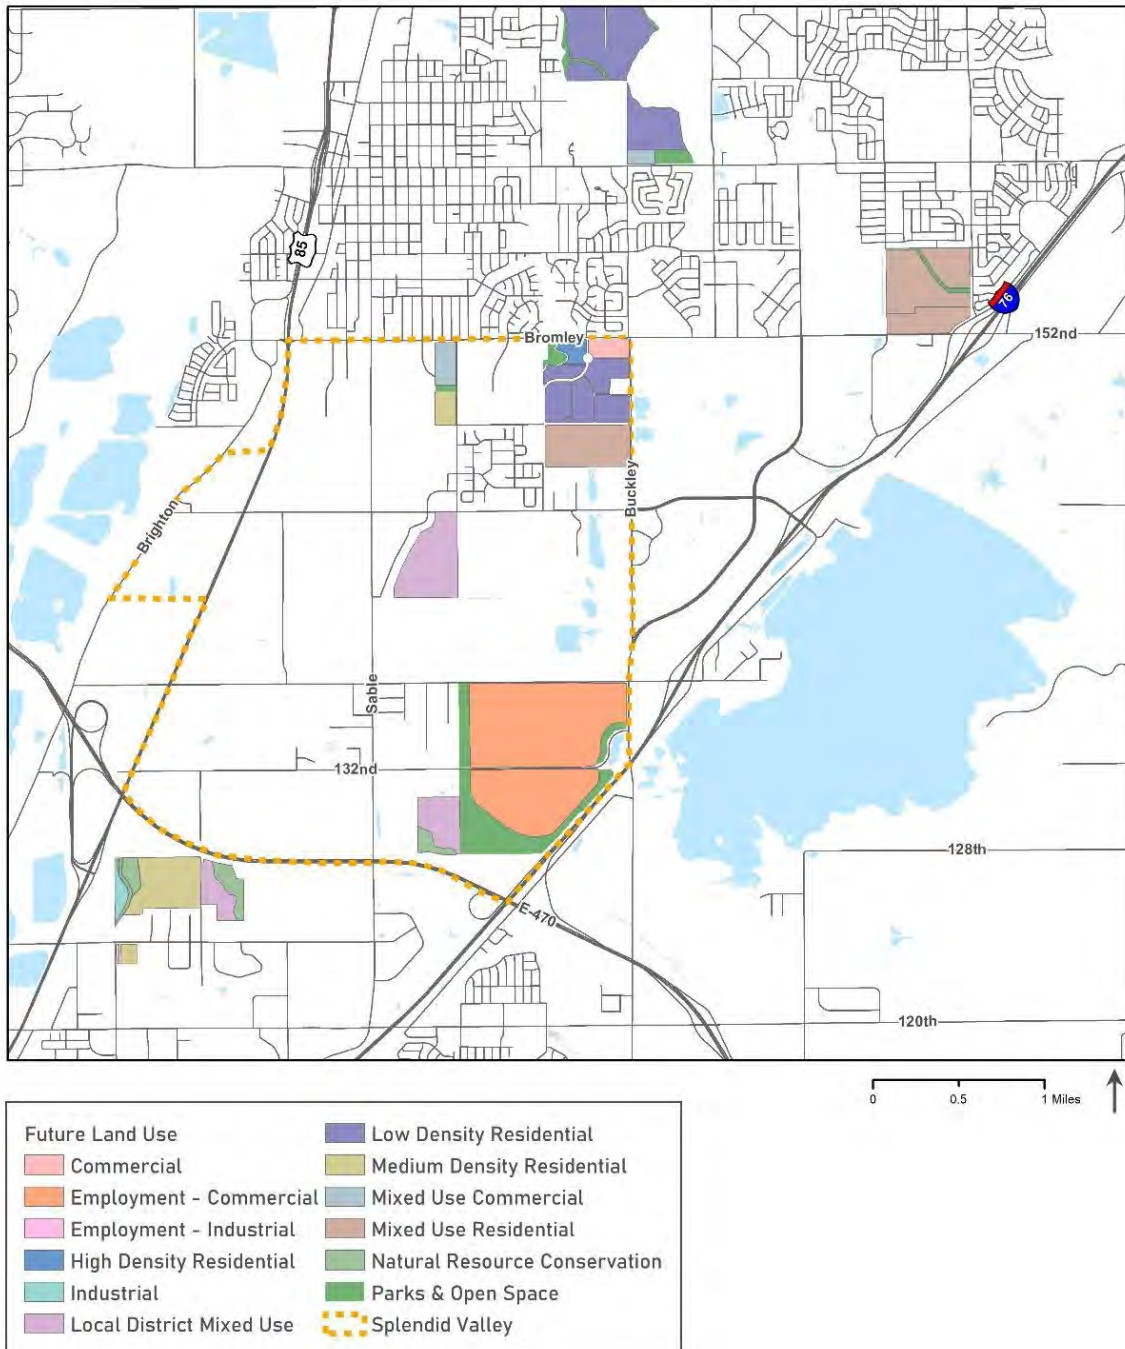 85
76
Bromley
152nd
Buckley
Brighton
Sable
132nd
128th
E-470
120th
0 0.5 1 Miles
Future Land Use
Commercial
Employment - Commercial
Employment - Industrial
High Density Residential
Industrial
Local District Mixed Use
Low Density Residential
Medium Density Residential
Mixed Use Commercial
Mixed Use Residential
Natural Resource Conservation
Parks & Open Space
Splendid Valley